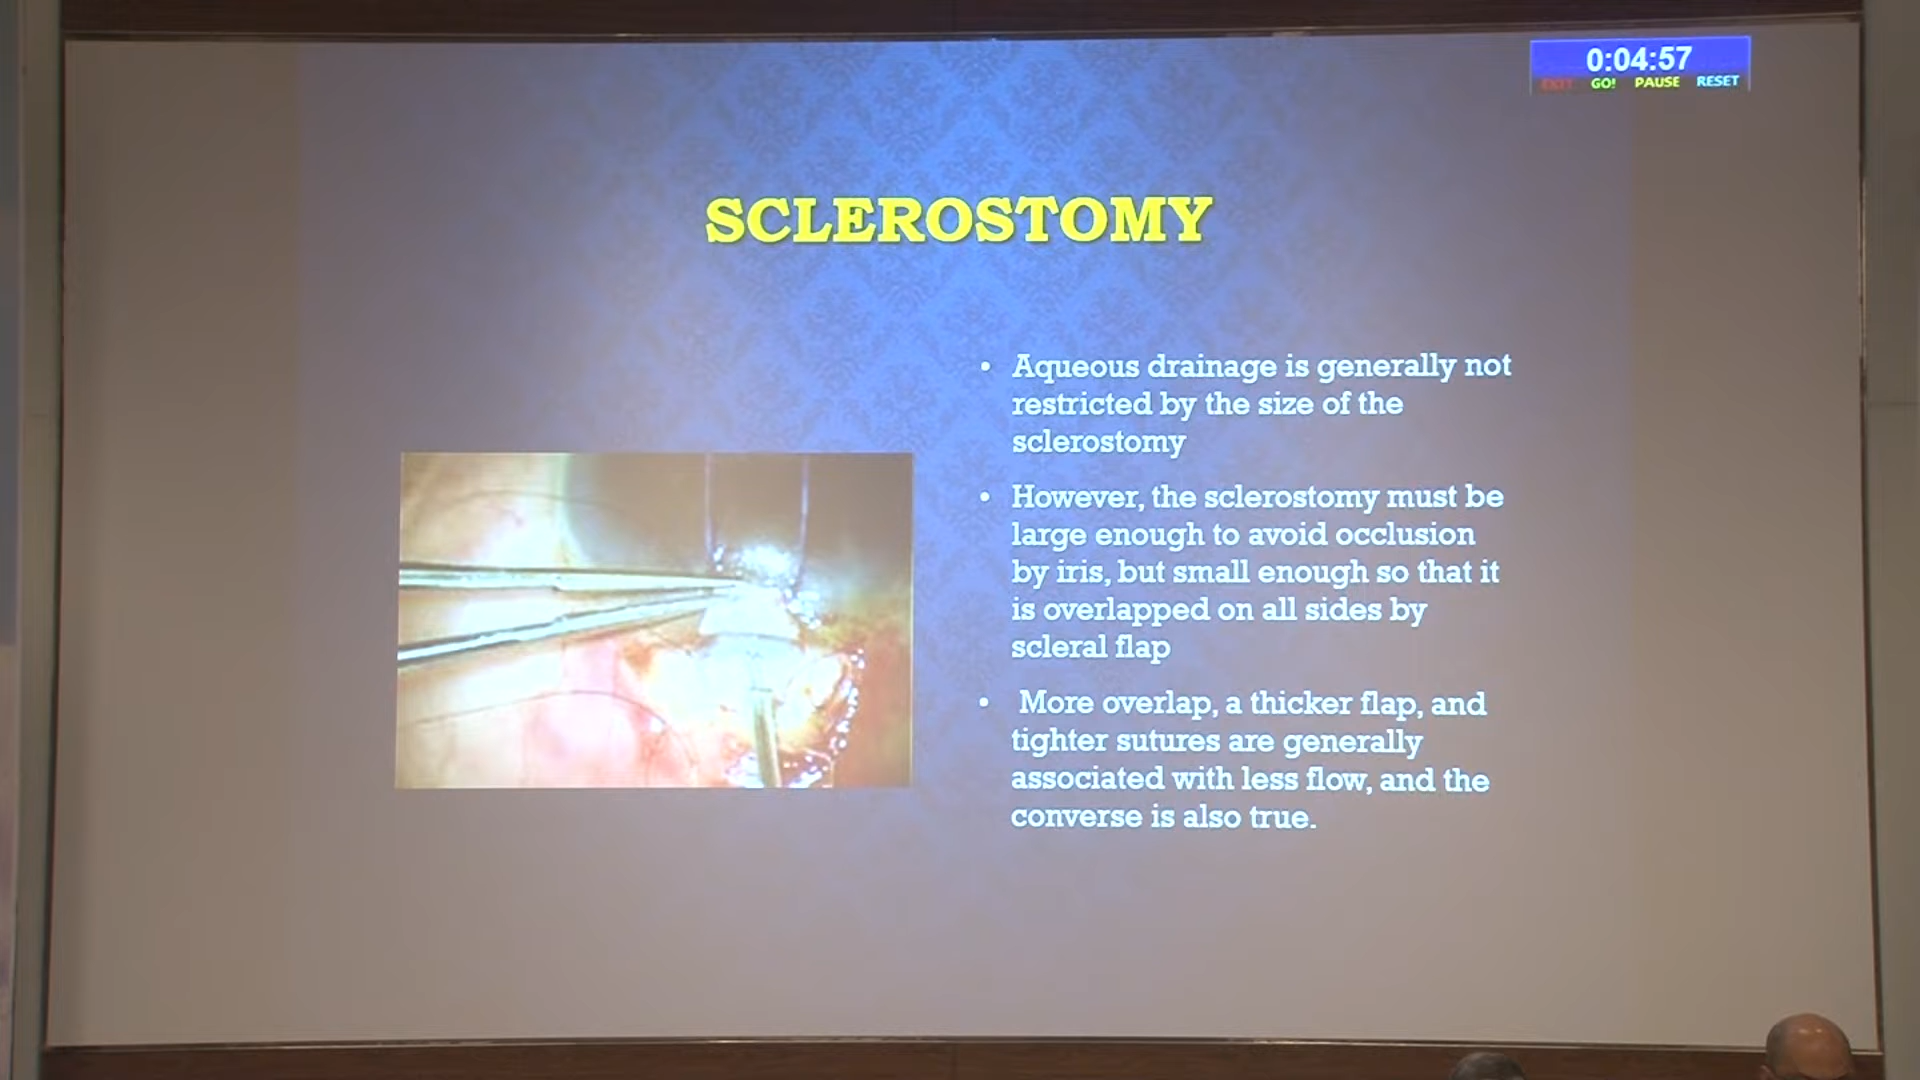 0:04:57
EXIT GO! PAUSE RESET
SCLEROSTOMY
• Aqueous drainage is generally not
restricted by the size of the
sclerostomy
• However, the sclerostomy must be
large enough to avoid occlusion
by iris, but small enough so that it
is overlapped on all sides by
scleral flap
• More overlap, a thicker flap, and
tighter sutures are generally
associated with less flow, and the
converse is also true.